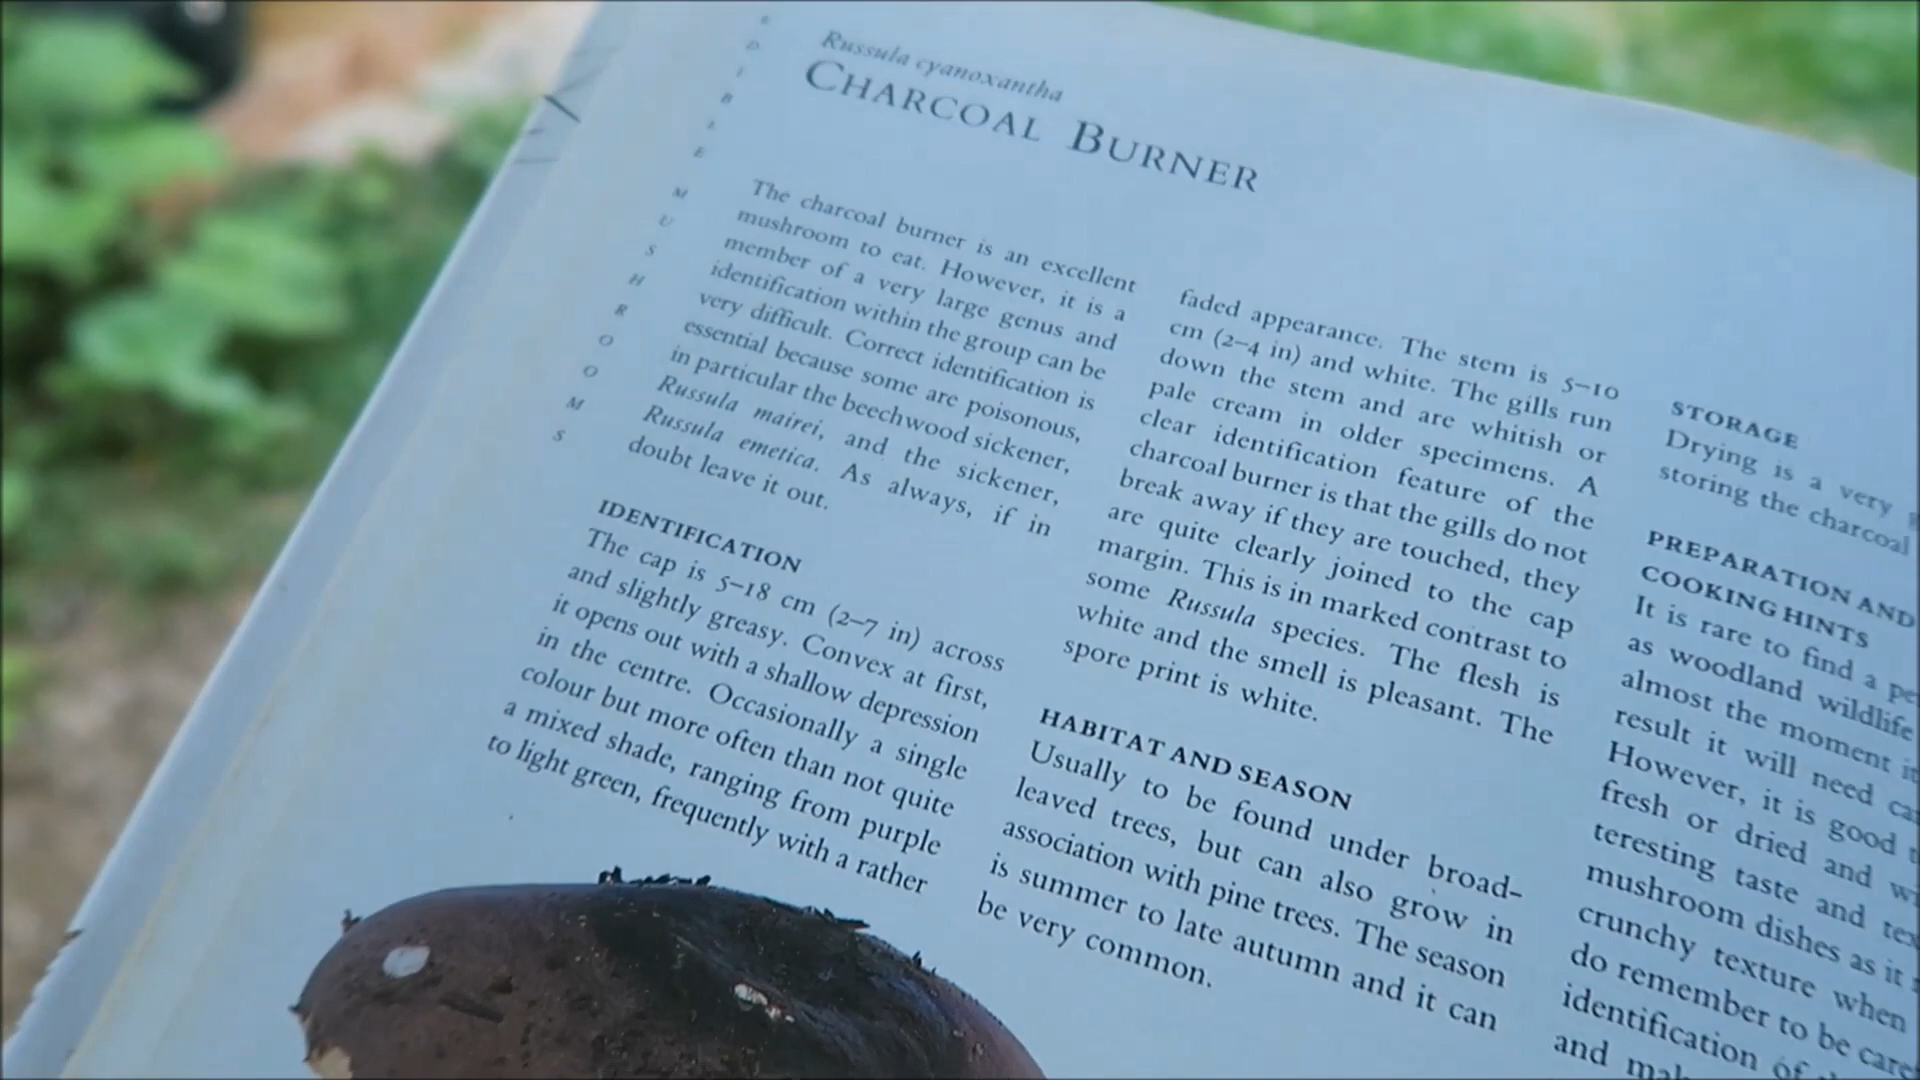 EDIBLE MUSHROOMS
Russula cyanoxantha
CHARCOAL BURNER
The charcoal burner is an excellent
mushroom to eat. However, it is a
member of a very large genus and
identification within the group can be
very difficult. Correct identification is
essential because some are poisonous,
in particular the beechwood sickener,
Russula mairei, and the sickener,
Russula emetica. As always, if in
doubt leave it out.
IDENTIFICATION
The cap is 5–18 cm (2–7 in) across
and slightly greasy. Convex at first,
it opens out with a shallow depression
in the centre. Occasionally a single
colour but more often than not quite
a mixed shade, ranging from purple
to light green, frequently with a rather
faded appearance. The stem is 5–10
cm (2–4 in) and white. The gills run
down the stem and are whitish or
pale cream in older specimens. A
clear identification feature of the
charcoal burner is that the gills do not
break away if they are touched, they
are quite clearly joined to the cap
margin. This is in marked contrast to
some Russula species. The flesh is
white and the smell is pleasant. The
spore print is white.
HABITAT AND SEASON
Usually to be found under broad-
leaved trees, but can also grow in
association with pine trees. The season
is summer to late autumn and it can
be very common.
STORAGE
Drying is a very
storing the charcoal
PREPARATION AND
COOKING HINTS
It is rare to find a
as woodland wildlife
almost the moment
result it will need
However, it is good
fresh or dried and
teresting taste and
mushroom dishes as it
crunchy texture when
do remember to be
identification of
and